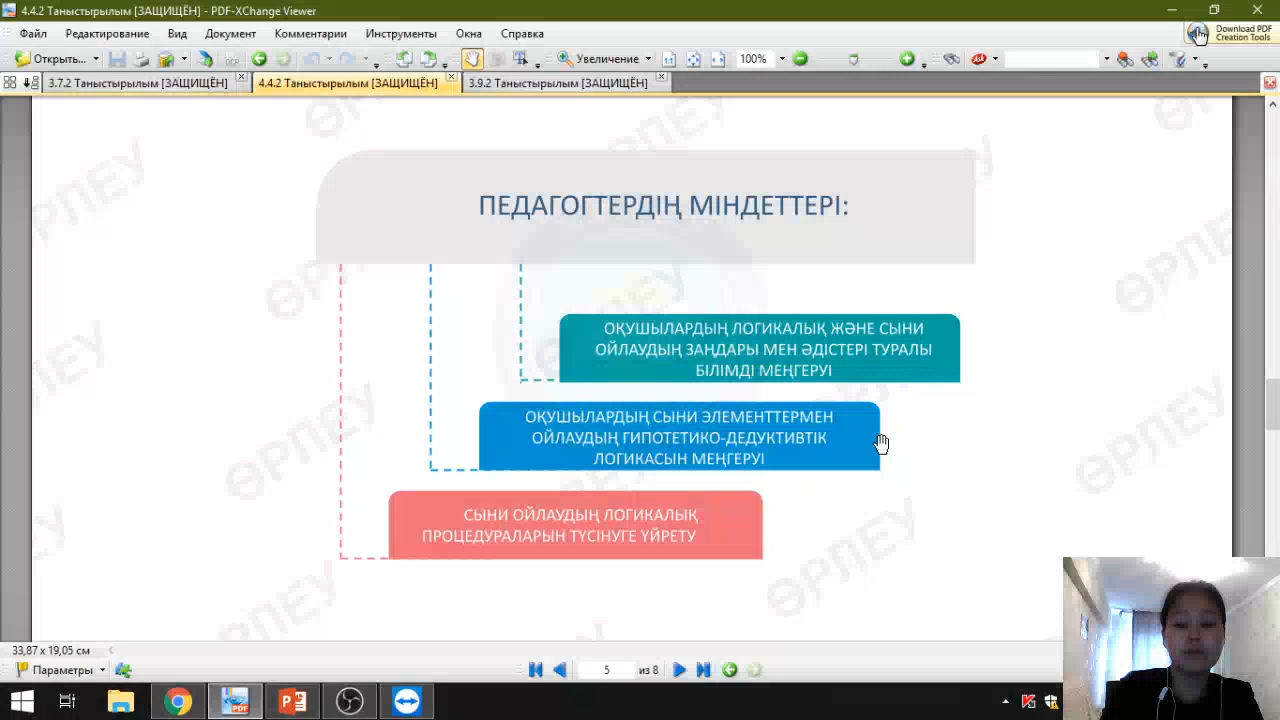 4.4.2 Таныстырылым [ЗАЩИЩЁН] - PDF-XChange Viewer
Файл Редактирование Вид Документ Комментарии Инструменты Окна Справка
Download PDF
Creation Tools
Открыть... Увеличение 100%
3.7.2 Таныстырылым [ЗАЩИЩЁН] 4.4.2 Таныстырылым [ЗАЩИЩЁН] 3.9.2 Таныстырылым [ЗАЩИЩЁН]
ПЕДАГОГТЕРДІҢ МІНДЕТТЕРІ:
ОҚУШЫЛАРДЫҢ ЛОГИКАЛЫҚ ЖӘНЕ СЫНИ
ОЙЛАУДЫҢ ЗАҢДАРЫ МЕН ӘДІСТЕРІ ТУРАЛЫ
БІЛІМДІ МЕҢГЕРУІ
ОҚУШЫЛАРДЫҢ СЫНИ ЭЛЕМЕНТТЕРМЕН
ОЙЛАУДЫҢ ГИПОТЕТИКО-ДЕДУКТИВТІК
ЛОГИКАСЫН МЕҢГЕРУІ
СЫНИ ОЙЛАУДЫҢ ЛОГИКАЛЫҚ
ПРОЦЕДУРАЛАРЫН ТҮСІНУГЕ ҮЙРЕТУ
ӨРЛЕУ
33,87 x 19,05 см
Параметры 5 из 8